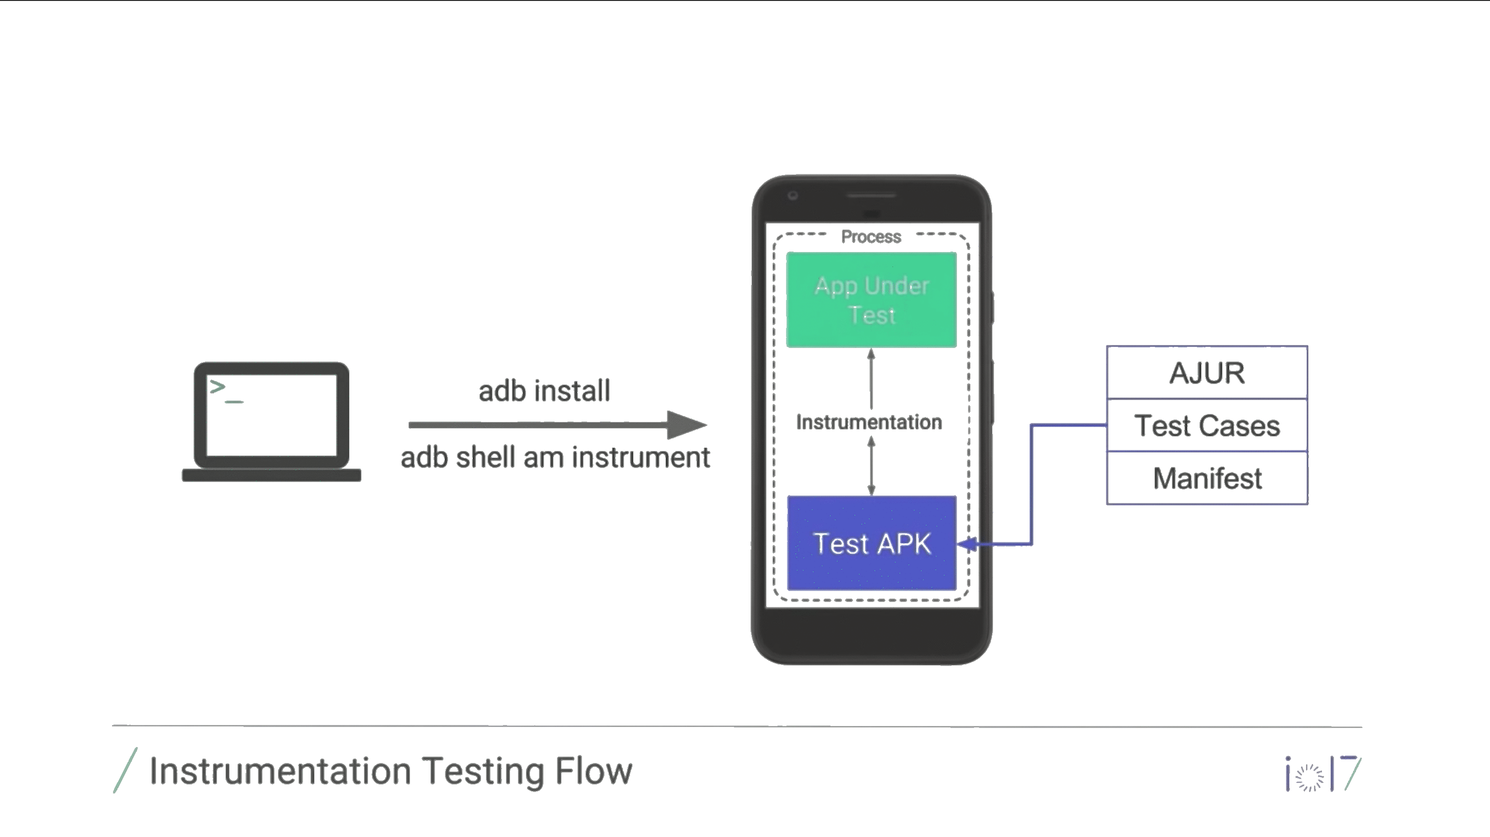 Process
App Under
Test
Instrumentation
Test APK
>_
adb install
adb shell am instrument
AJUR
Test Cases
Manifest
/ Instrumentation Testing Flow
io17